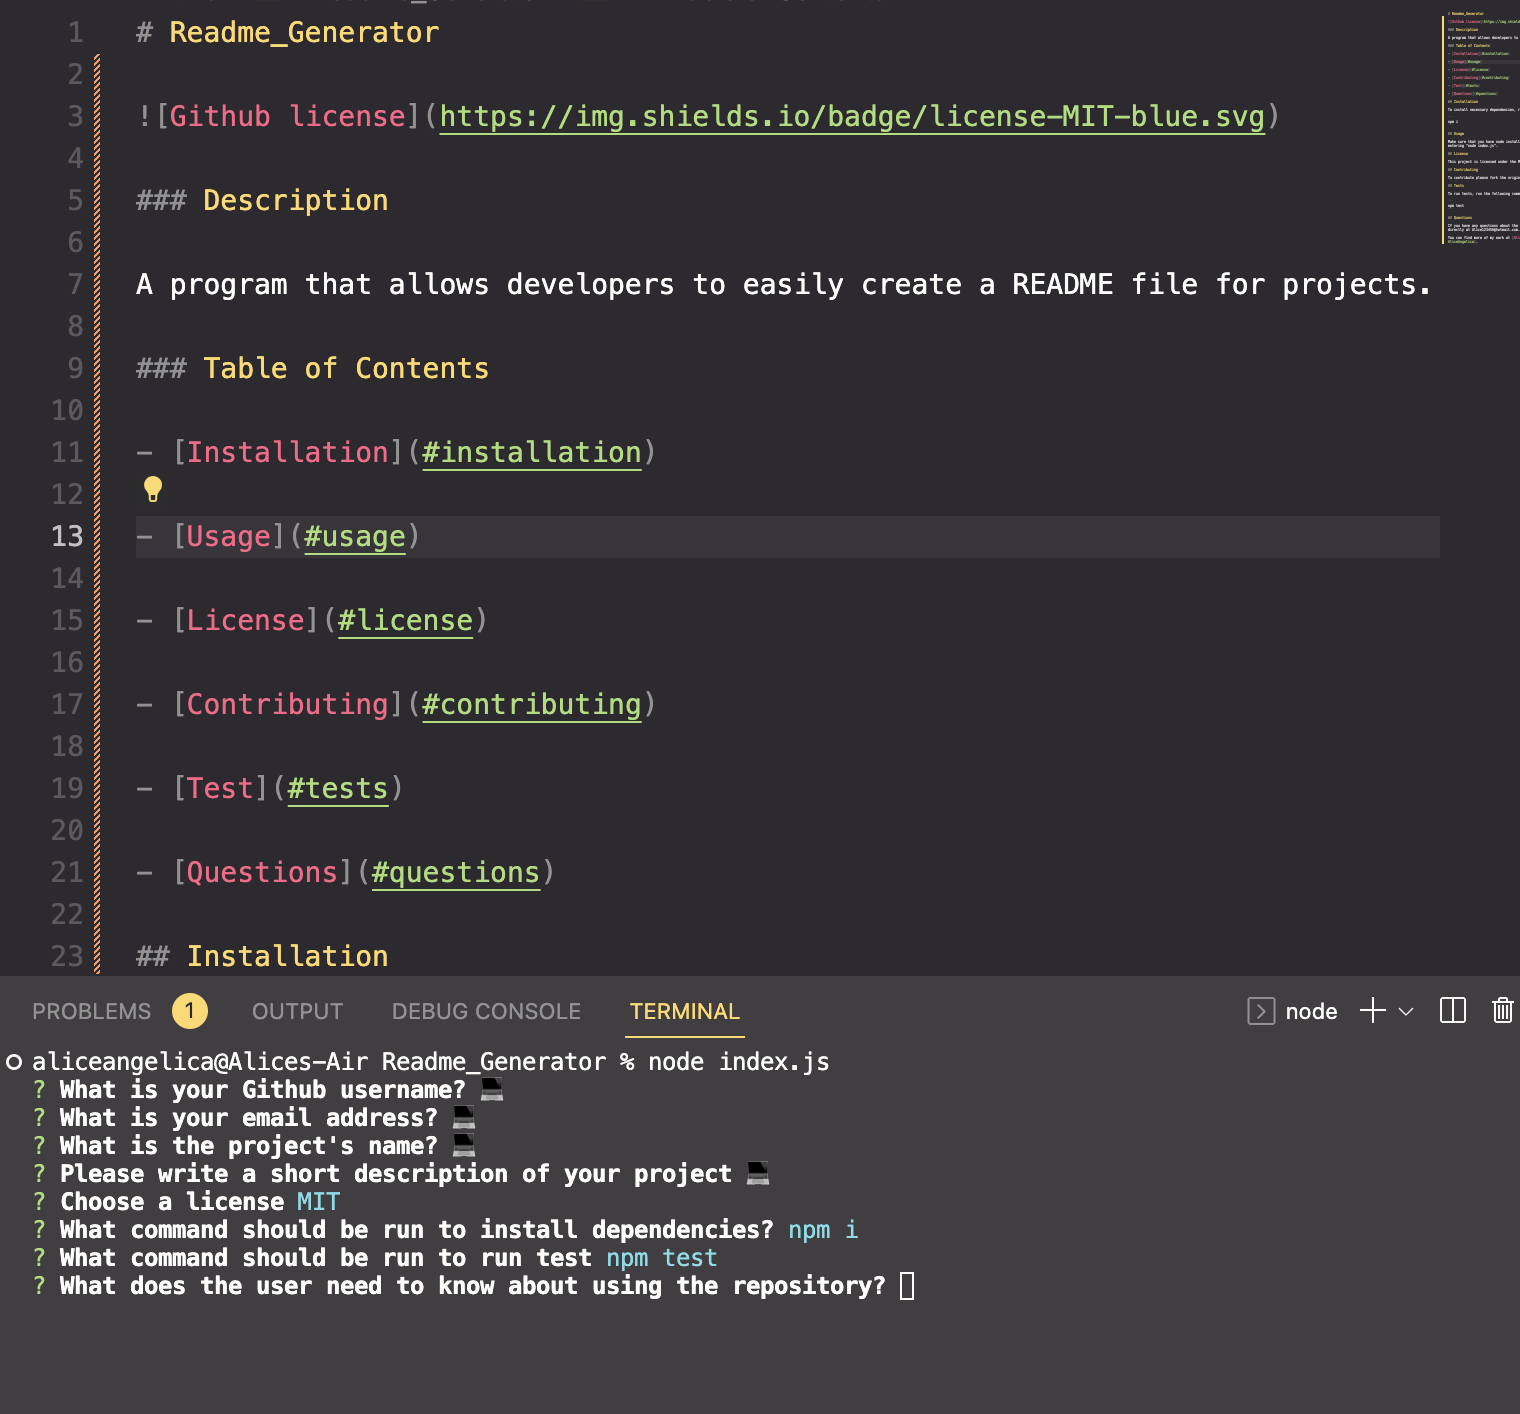 1 # Readme_Generator
2
3 ![Github license](https://img.shields.io/badge/license-MIT-blue.svg)
4
5 ### Description
6
7 A program that allows developers to easily create a README file for projects.
8
9 ### Table of Contents
10
11 - [Installation](#installation)
12
13 - [Usage](#usage)
14
15 - [License](#license)
16
17 - [Contributing](#contributing)
18
19 - [Test](#tests)
20
21 - [Questions](#questions)
22
23 ## Installation
PROBLEMS 1 OUTPUT DEBUG CONSOLE TERMINAL node
aliceangelica@Alices-Air Readme_Generator % node index.js
? What is your Github username? 💻
? What is your email address? 💻
? What is the project's name? 💻
? Please write a short description of your project 💻
? Choose a license MIT
? What command should be run to install dependencies? npm i
? What command should be run to run test npm test
? What does the user need to know about using the repository?